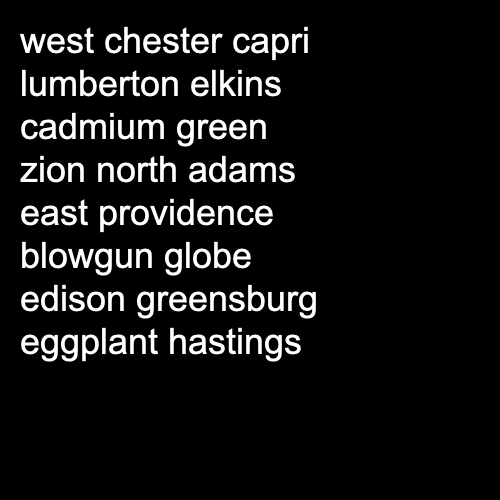 west chester capri
lumberton elkins
cadmium green
zion north adams
east providence
blowgun globe
edison greensburg
eggplant hastings